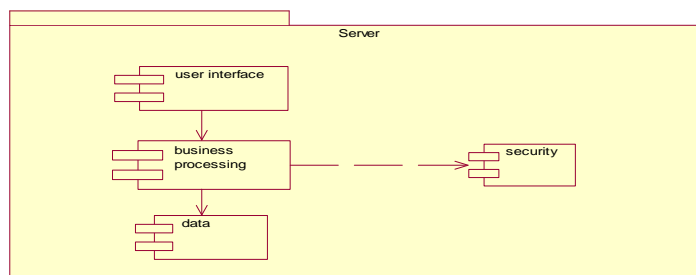 Server
user interface
business
processing
security
data